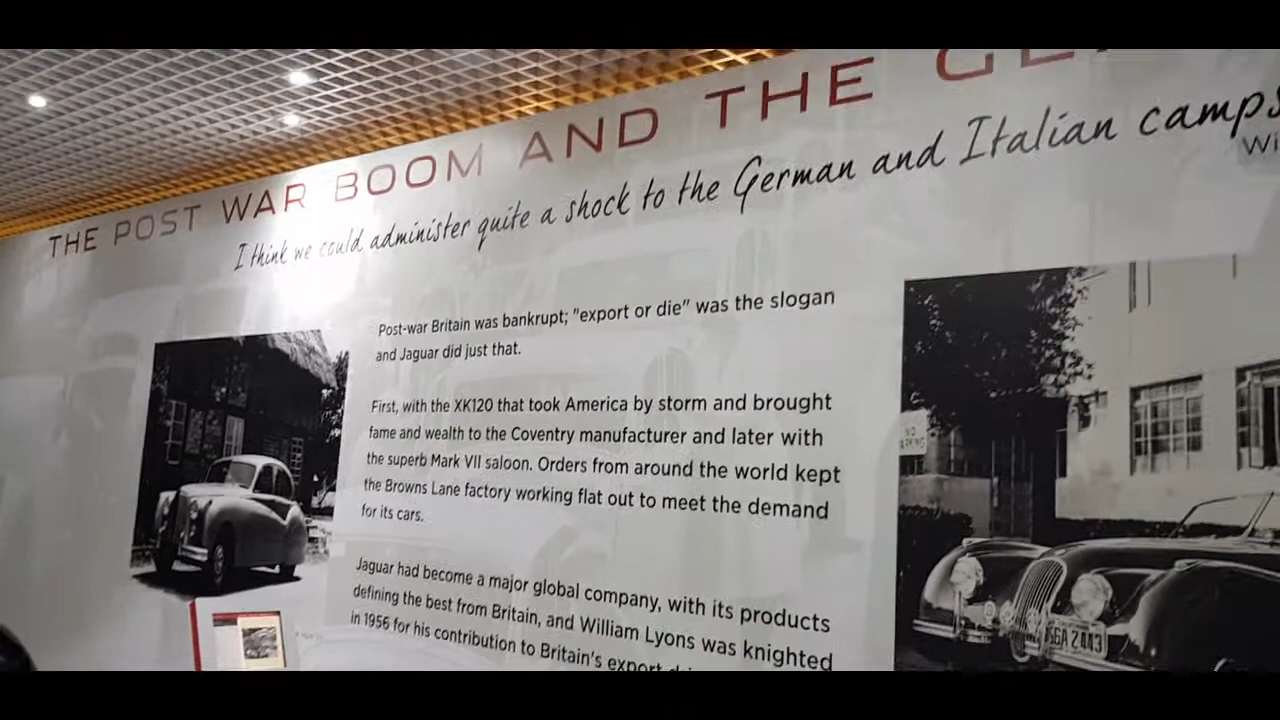 THE POST WAR BOOM AND THE
I think we could administer quite a shock to the German and Italian camps
Post-war Britain was bankrupt; "export or die" was the slogan
and Jaguar did just that.
First, with the XK120 that took America by storm and brought
fame and wealth to the Coventry manufacturer and later with
the superb Mark VII saloon. Orders from around the world kept
the Browns Lane factory working flat out to meet the demand
for its cars.
Jaguar had become a major global company, with its products
defining the best from Britain, and William Lyons was knighted
in 1956 for his contribution to Britain's export
NO
PARKING